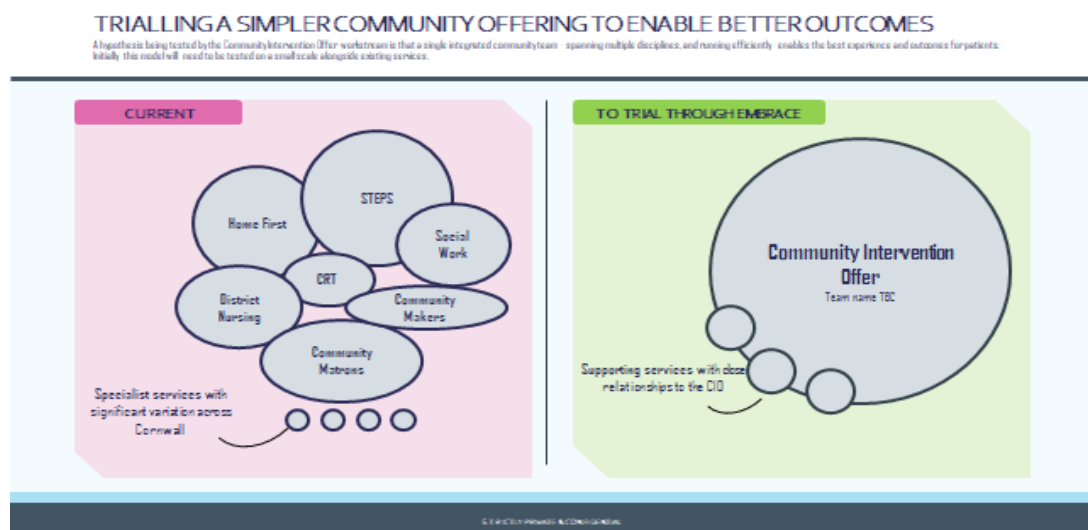 TRIALLING A SIMPLER COMMUNITY OFFERING TO ENABLE BETTER OUTCOMES
A hypothesis being tested by the Community Intervention Offer workstream is that a single integrated community team spanning multiple disciplines, and running efficiently enables the best experience and outcomes for patients.
Initially this model will need to be tested on a small scale alongside existing services.
CURRENT
STEPS
Home First
Social
Work
CRT
District
Nursing
Community
Makers
Community
Matrons
Specialist services with
significant variation across
Cornwall
TO TRIAL THROUGH EMBRACE
Community Intervention
Offer
Team name TBC
Supporting services with close
relationships to the CIO
STRICTLY PRIVATE & CONFIDENTIAL